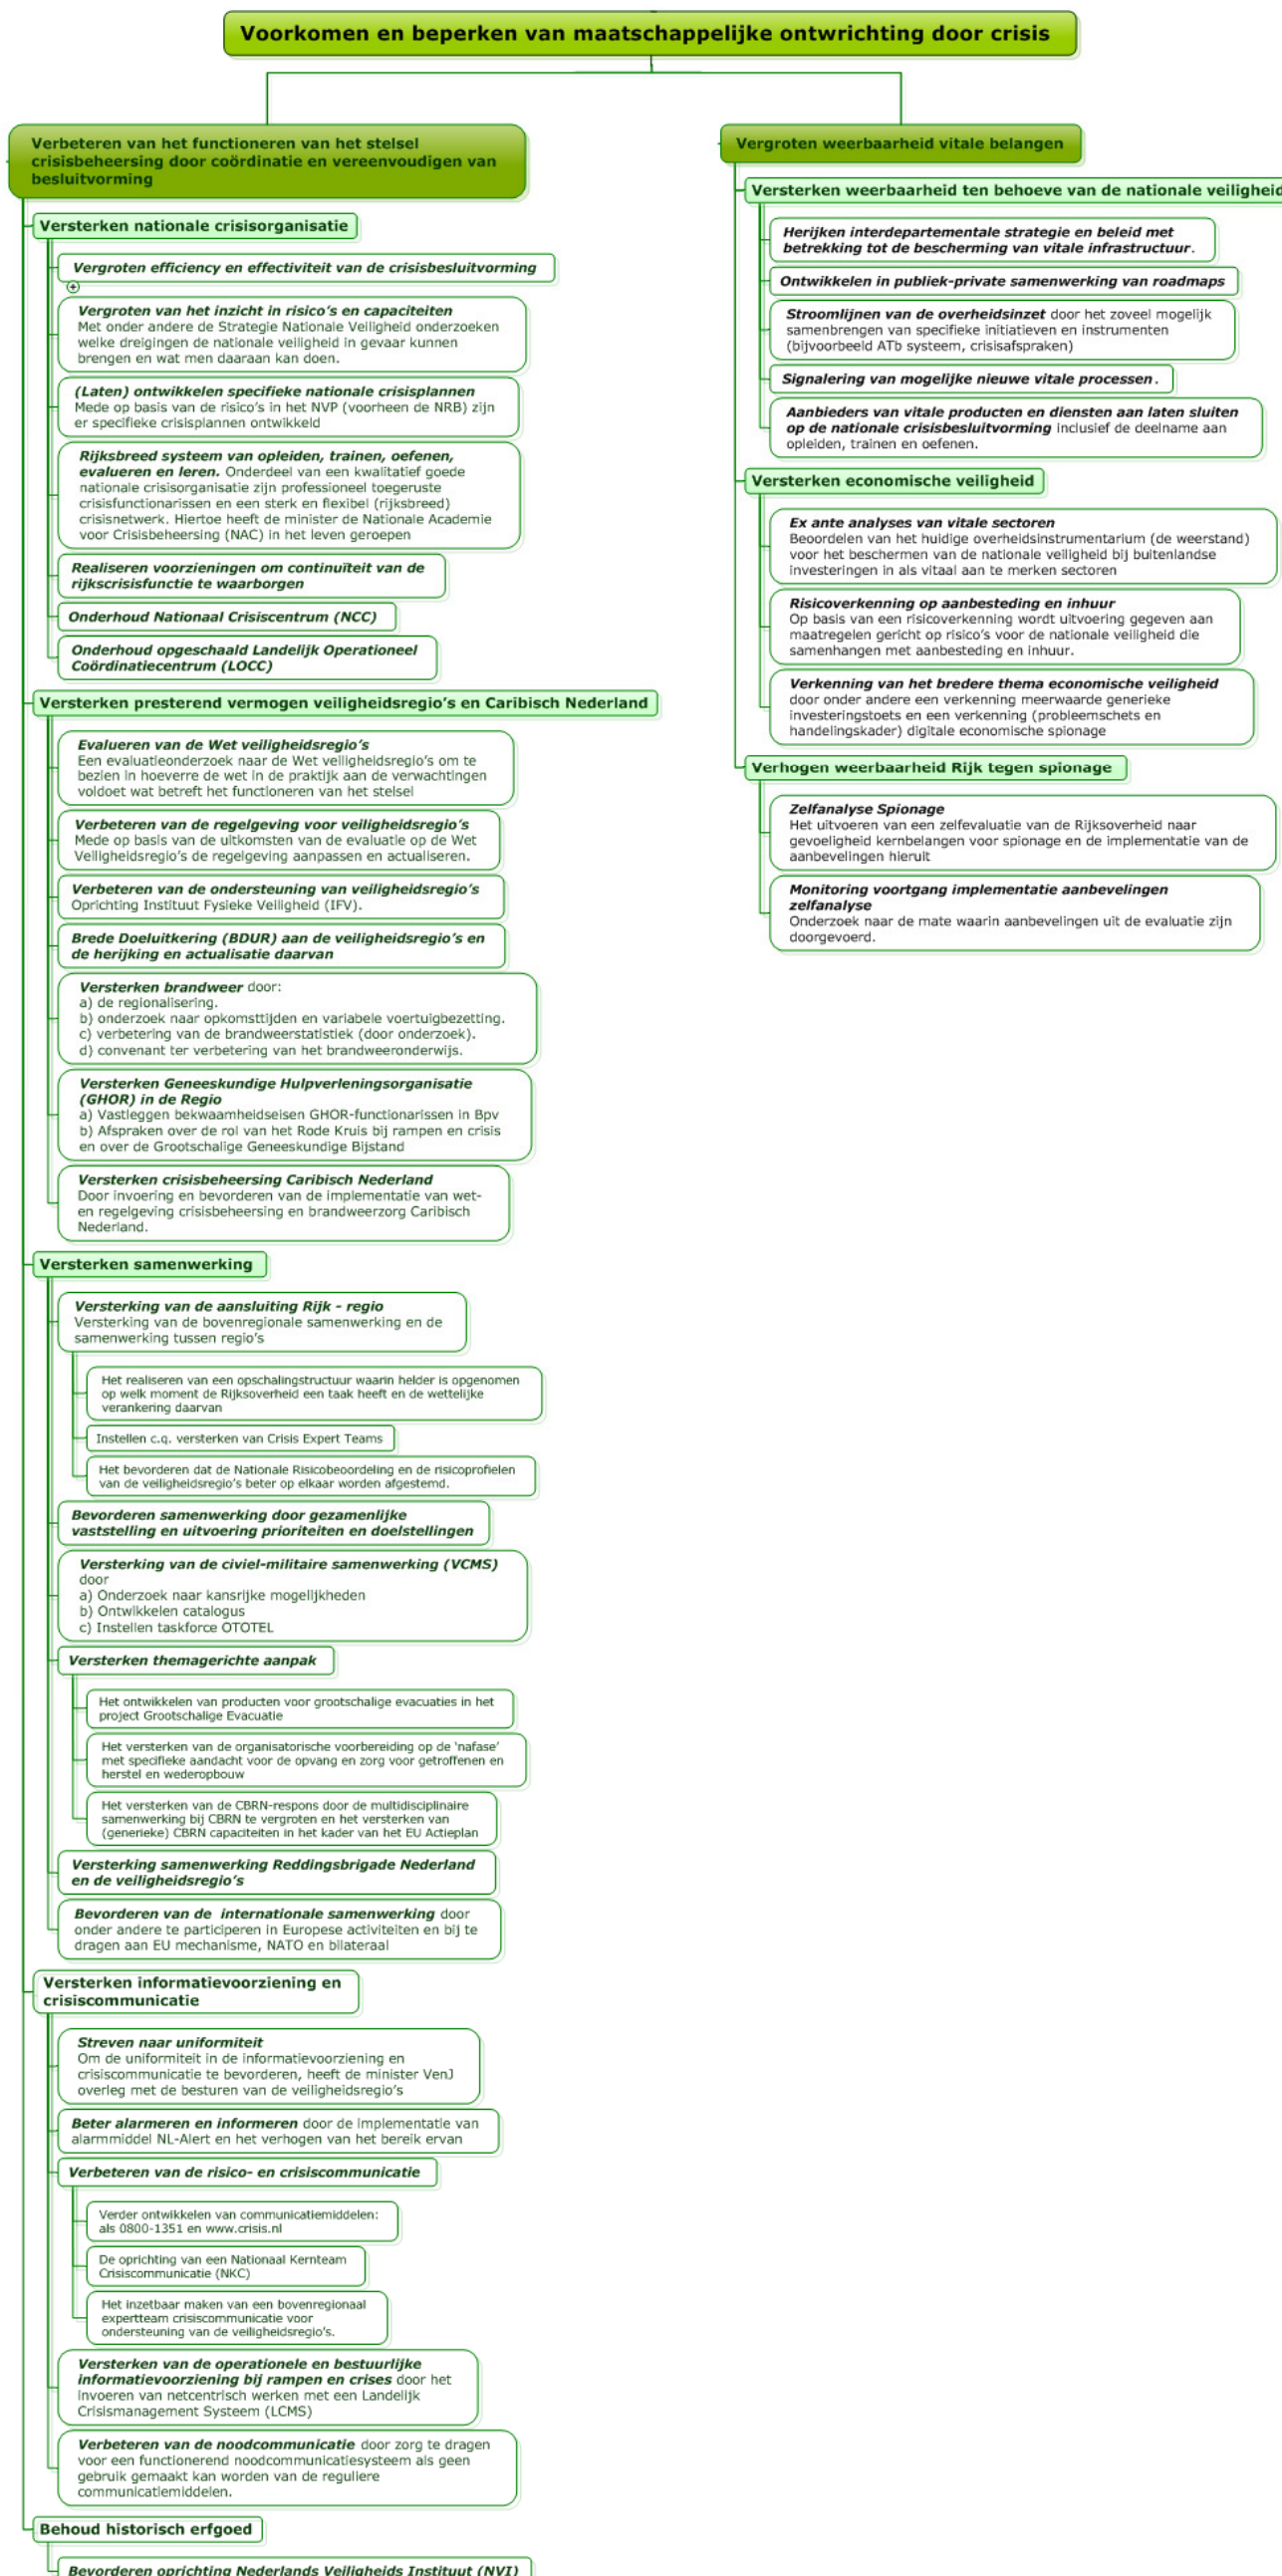 Voorkomen en beperken van maatschappelijke ontwrichting door crisis
Verbeteren van het functioneren van het stelsel
crisisbeheersing door coördinatie en vereenvoudigen van
besluitvorming
Versterken nationale crisisorganisatie
Vergroten efficiency en effectiviteit van de crisisbesluitvorming
Vergroten van het inzicht in risico's en capaciteiten
Met onder andere de Strategie Nationale Veiligheid onderzoeken
welke dreigingen de nationale veiligheid in gevaar kunnen
brengen en wat men daaraan kan doen.
(Laten) ontwikkelen specifieke nationale crisisplannen
Mede op basis van de risico's in het NVP (voorheen de NRB) zijn
er specifieke crisisplannen ontwikkeld
Rijksbreed systeem van opleiden, trainen, oefenen,
evalueren en leren. Onderdeel van een kwalitatief goede
nationale crisisorganisatie zijn professioneel toegeruste
crisisfunctionarissen en een sterk en flexibel (rijksbreed)
crisisnetwerk. Hiertoe heeft de minister de Nationale Academie
voor Crisisbeheersing (NAC) in het leven geroepen
Realiseren voorzieningen om continuïteit van de
rijkscrisisfunctie te waarborgen
Onderhoud Nationaal Crisiscentrum (NCC)
Onderhoud opgeschaald Landelijk Operationeel
Coördinatiecentrum (LOCC)
Versterken presterend vermogen veiligheidsregio's en Caribisch Nederland
Evalueren van de Wet veiligheidsregio's
Een evaluatieonderzoek naar de Wet veiligheidsregio's om te
bezien in hoeverre de wet in de praktijk aan de verwachtingen
voldoet wat betreft het functioneren van het stelsel
Verbeteren van de regelgeving voor veiligheidsregio's
Mede op basis van de uitkomsten van de evaluatie op de Wet
Veiligheidsregio's de regelgeving aanpassen en actualiseren.
Verbeteren van de ondersteuning van veiligheidsregio's
Oprichting Instituut Fysieke Veiligheid (IFV).
Brede Doeluitkering (BDUR) aan de veiligheidsregio's en
de herijking en actualisatie daarvan
Versterken brandweer door:
a) de regionalisering.
b) onderzoek naar opkomsttijden en variabele voertuigbezetting.
c) verbetering van de brandweerstatistiek (door onderzoek).
d) convenant ter verbetering van het brandweeronderwijs.
Versterken Geneeskundige Hulpverleningsorganisatie
(GHOR) in de Regio
a) Vastleggen bekwaamheidseisen GHOR-functionarissen in Bpv
b) Afspraken over de rol van het Rode Kruis bij rampen en crisis
en over de Grootschalige Geneeskundige Bijstand
Versterken crisisbeheersing Caribisch Nederland
Door invoering en bevorderen van de implementatie van wet-
en regelgeving crisisbeheersing en brandweerzorg Caribisch
Nederland.
Versterken samenwerking
Versterking van de aansluiting Rijk - regio
Versterking van de bovenregionale samenwerking en de
samenwerking tussen regio's
Het realiseren van een opschalingstructuur waarin helder is opgenomen
op welk moment de Rijksoverheid een taak heeft en de wettelijke
verankering daarvan
Instellen c.q. versterken van Crisis Expert Teams
Het bevorderen dat de Nationale Risicobeoordeling en de risicoprofielen
van de veiligheidsregio's beter op elkaar worden afgestemd.
Bevorderen samenwerking door gezamenlijke
vaststelling en uitvoering prioriteiten en doelstellingen
Versterking van de civiel-militaire samenwerking (VCMS)
door
a) Onderzoek naar kansrijke mogelijkheden
b) Ontwikkelen catalogus
c) Instellen taskforce OTOTEL
Versterken themagerichte aanpak
Het ontwikkelen van producten voor grootschalige evacuaties in het
project Grootschalige Evacuatie
Het versterken van de organisatorische voorbereiding op de 'nafase'
met specifieke aandacht voor de opvang en zorg voor getroffenen en
herstel en wederopbouw
Het versterken van de CBRN-respons door de multidisciplinaire
samenwerking bij CBRN te vergroten en het versterken van
(generieke) CBRN capaciteiten in het kader van het EU Actieplan
Versterking samenwerking Reddingsbrigade Nederland
en de veiligheidsregio's
Bevorderen van de internationale samenwerking door
onder andere te participeren in Europese activiteiten en bij te
dragen aan EU mechanisme, NATO en bilateraal
Versterken informatievoorziening en
crisiscommunicatie
Streven naar uniformiteit
Om de uniformiteit in de informatievoorziening en
crisiscommunicatie te bevorderen, heeft de minister VenJ
overleg met de besturen van de veiligheidsregio's
Beter alarmeren en informeren door de implementatie van
alarmmiddel NL-Alert en het verhogen van het bereik ervan
Verbeteren van de risico- en crisiscommunicatie
Verder ontwikkelen van communicatiemiddelen:
als 0800-1351 en www.crisis.nl
De oprichting van een Nationaal Kernteam
Crisiscommunicatie (NKC)
Het inzetbaar maken van een bovenregionaal
expertteam crisiscommunicatie voor
ondersteuning van de veiligheidsregio's.
Versterken van de operationele en bestuurlijke
informatievoorziening bij rampen en crises door het
invoeren van netcentrisch werken met een Landelijk
Crisismanagement Systeem (LCMS)
Verbeteren van de noodcommunicatie door zorg te dragen
voor een functionerend noodcommunicatiesysteem als geen
gebruik gemaakt kan worden van de reguliere
communicatiemiddelen.
Behoud historisch erfgoed
Bevorderen oprichting Nederlands Veiligheids Instituut (NVI)
Vergroten weerbaarheid vitale belangen
Versterken weerbaarheid ten behoeve van de nationale veiligheid
Herijken interdepartementale strategie en beleid met
betrekking tot de bescherming van vitale infrastructuur.
Ontwikkelen in publiek-private samenwerking van roadmaps
Stroomlijnen van de overheidsinzet door het zoveel mogelijk
samenbrengen van specifieke initiatieven en instrumenten
(bijvoorbeeld ATb systeem, crisisafspraken)
Signalering van mogelijke nieuwe vitale processen.
Aanbieders van vitale producten en diensten aan laten sluiten
op de nationale crisisbesluitvorming inclusief de deelname aan
opleiden, trainen en oefenen.
Versterken economische veiligheid
Ex ante analyses van vitale sectoren
Beoordelen van het huidige overheidsinstrumentarium (de weerstand)
voor het beschermen van de nationale veiligheid bij buitenlandse
investeringen in als vitaal aan te merken sectoren
Risicoverkenning op aanbesteding en inhuur
Op basis van een risicoverkenning wordt uitvoering gegeven aan
maatregelen gericht op risico's voor de nationale veiligheid die
samenhangen met aanbesteding en inhuur.
Verkenning van het bredere thema economische veiligheid
door onder andere een verkenning meerwaarde generieke
investeringstoets en een verkenning (probleemschets en
handelingskader) digitale economische spionage
Verhogen weerbaarheid Rijk tegen spionage
Zelfanalyse Spionage
Het uitvoeren van een zelfevaluatie van de Rijksoverheid naar
gevoeligheid kernbelangen voor spionage en de implementatie van de
aanbevelingen hieruit
Monitoring voortgang implementatie aanbevelingen
zelfanalyse
Onderzoek naar de mate waarin aanbevelingen uit de evaluatie zijn
doorgevoerd.